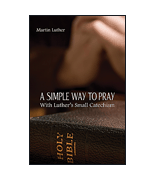 Martin Luther
A SIMPLE WAY TO PRAY
With Luther's Small Catechism
HOLY
BIBLE